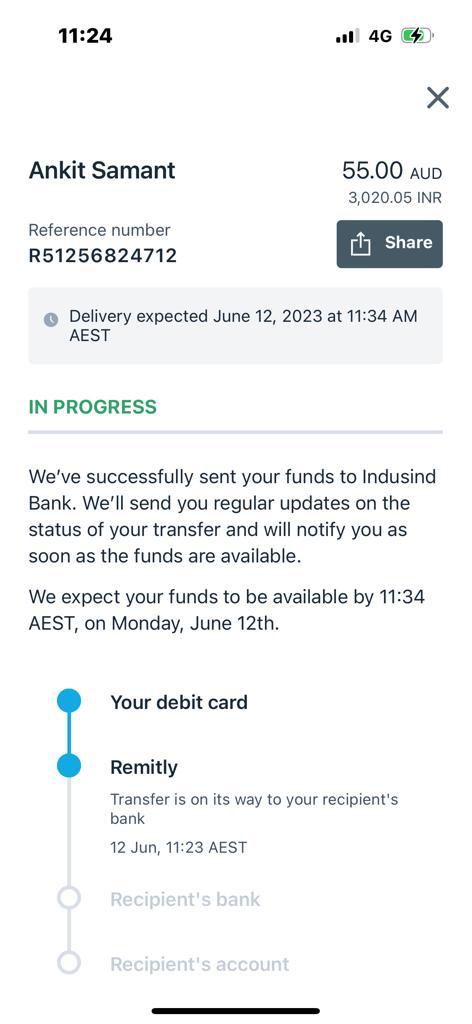 11:24
4G
Ankit Samant
55.00 AUD
3,020.05 INR
Reference number
R51256824712
Share
Delivery expected June 12, 2023 at 11:34 AM
AEST
IN PROGRESS
We’ve successfully sent your funds to Indusind
Bank. We’ll send you regular updates on the
status of your transfer and will notify you as
soon as the funds are available.
We expect your funds to be available by 11:34
AEST, on Monday, June 12th.
Your debit card
Remitly
Transfer is on its way to your recipient's
bank
12 Jun, 11:23 AEST
Recipient's bank
Recipient's account